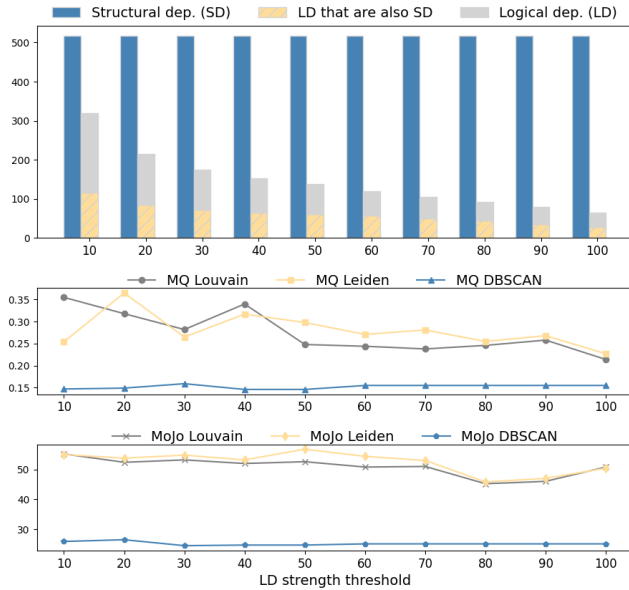 Structural dep. (SD) LD that are also SD Logical dep. (LD)
500
400
300
200
100
0
10 20 30 40 50 60 70 80 90 100
MQ Louvain MQ Leiden MQ DBSCAN
0.35
0.30
0.25
0.20
0.15
10 20 30 40 50 60 70 80 90 100
MoJo Louvain MoJo Leiden MoJo DBSCAN
50
40
30
10 20 30 40 50 60 70 80 90 100
LD strength threshold